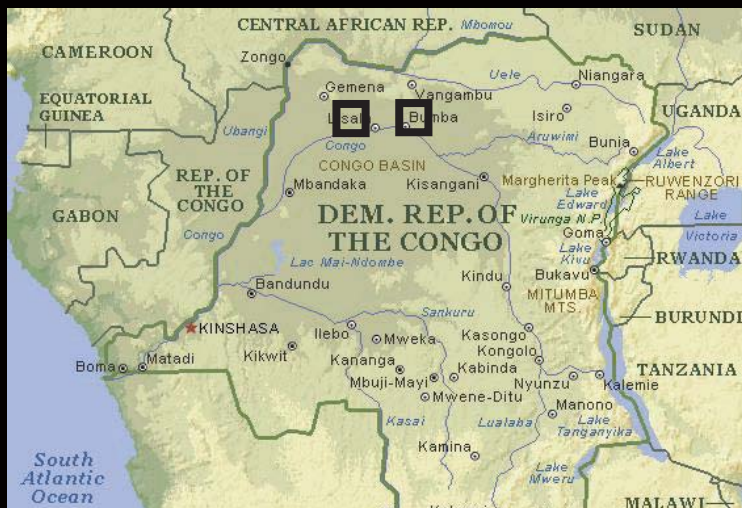 CENTRAL AFRICAN REP.
SUDAN
CAMEROON
Zongo
Mbomou
Uele
Niangara
Gemena
Yangambu
EQUATORIAL
GUINEA
Ubangi
Lisala
Bumba
Isiro
UGANDA
Congo
Aruwimi
Bunia
Lake
Albert
REP. OF
THE
CONGO
CONGO BASIN
Mbandaka
Kisangani
Margherita Peak
RUWENZORI
RANGE
GABON
Lake
Edward
Virunga N.P.
DEM. REP. OF
THE CONGO
Lake
Victoria
Congo
Goma
Lac Mai-Ndombe
Lake
Kivu
RWANDA
Bandundu
Kindu
Bukavu
MITUMBA
MTS.
Sankuru
BURUNDI
KINSHASA
Ilebo
Mweka
Kasongo
Kikwit
Kananga
Kongolo
Boma
Matadi
Kabinda
TANZANIA
Mbuji-Mayi
Nyunzu
Kalemie
Mwene-Ditu
Manono
Kasai
Lualaba
Lake
Tanganyika
Kamina
South
Atlantic
Ocean
Lake
Mweru
MALAWI